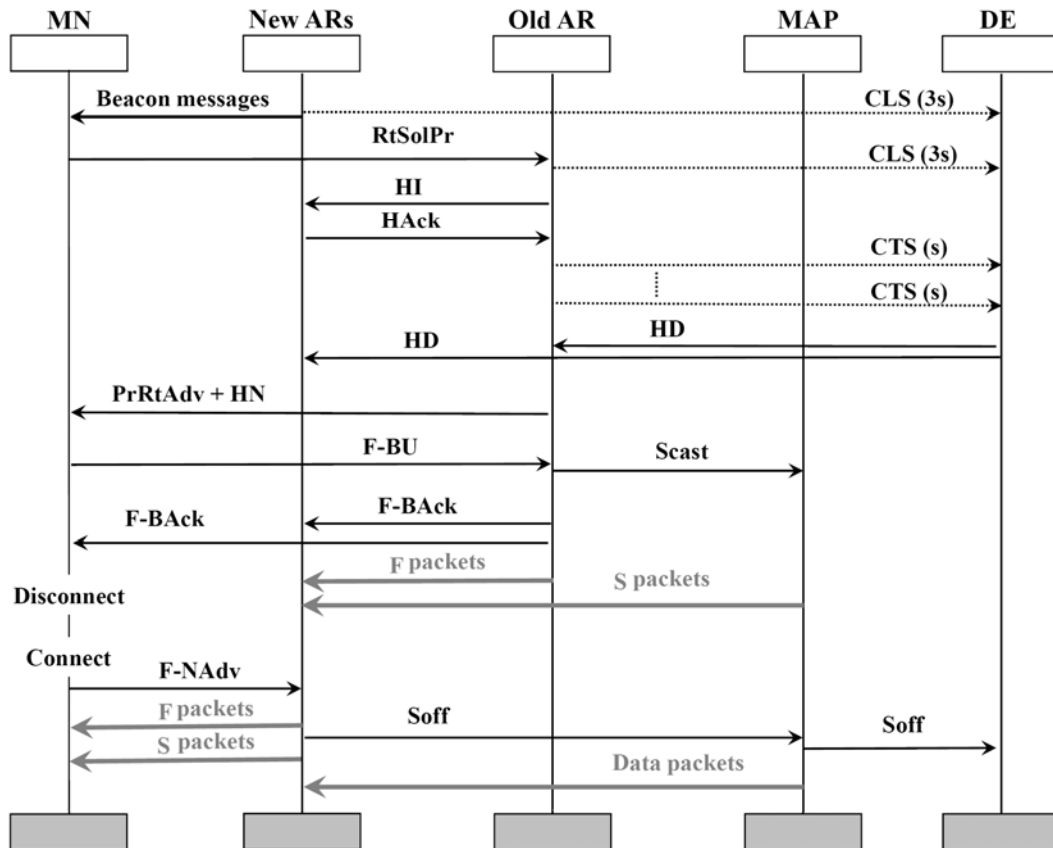 MN New ARs Old AR MAP DE
Beacon messages CLS (3s)
RtSolPr CLS (3s)
HI
HAck
CTS (s)
CTS (s)
HD HD
PrRtAdv + HN
F-BU Scast
F-BAck F-BAck
F packets S packets
Disconnect
Connect F-NAdv
F packets Soff Soff
S packets
Data packets